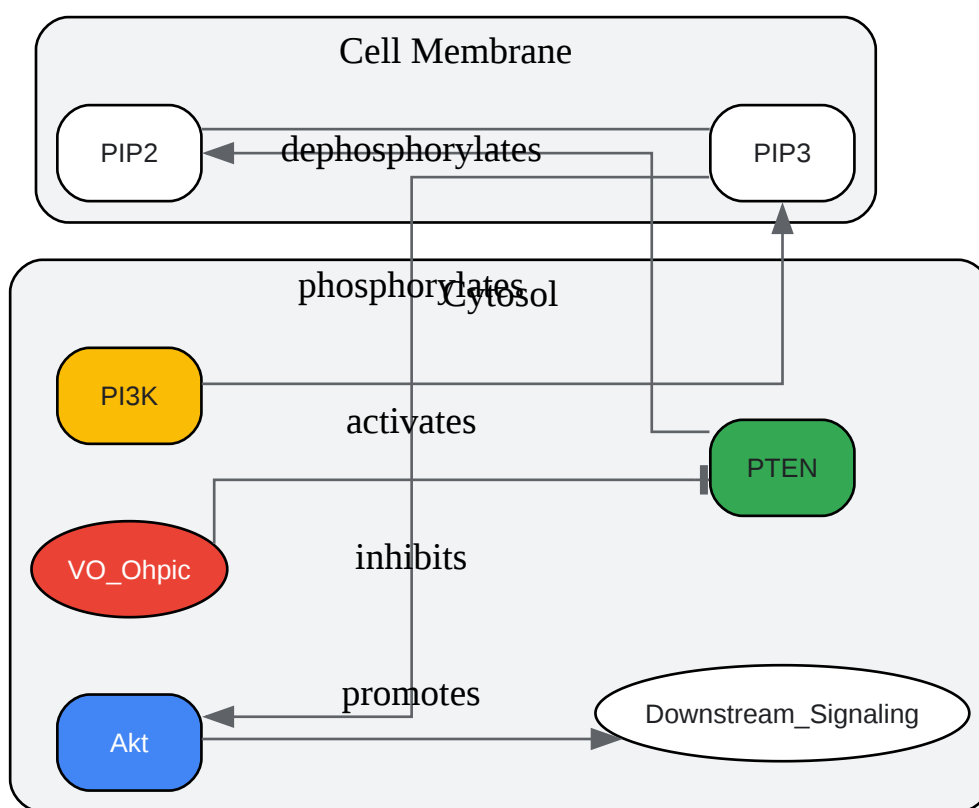 Cell Membrane
PIP2
dephosphorylates
PIP3
phosphorylates
Cytosol
PI3K
activates
PTEN
VO_Ohpic
inhibits
promotes
Akt
Downstream_Signaling